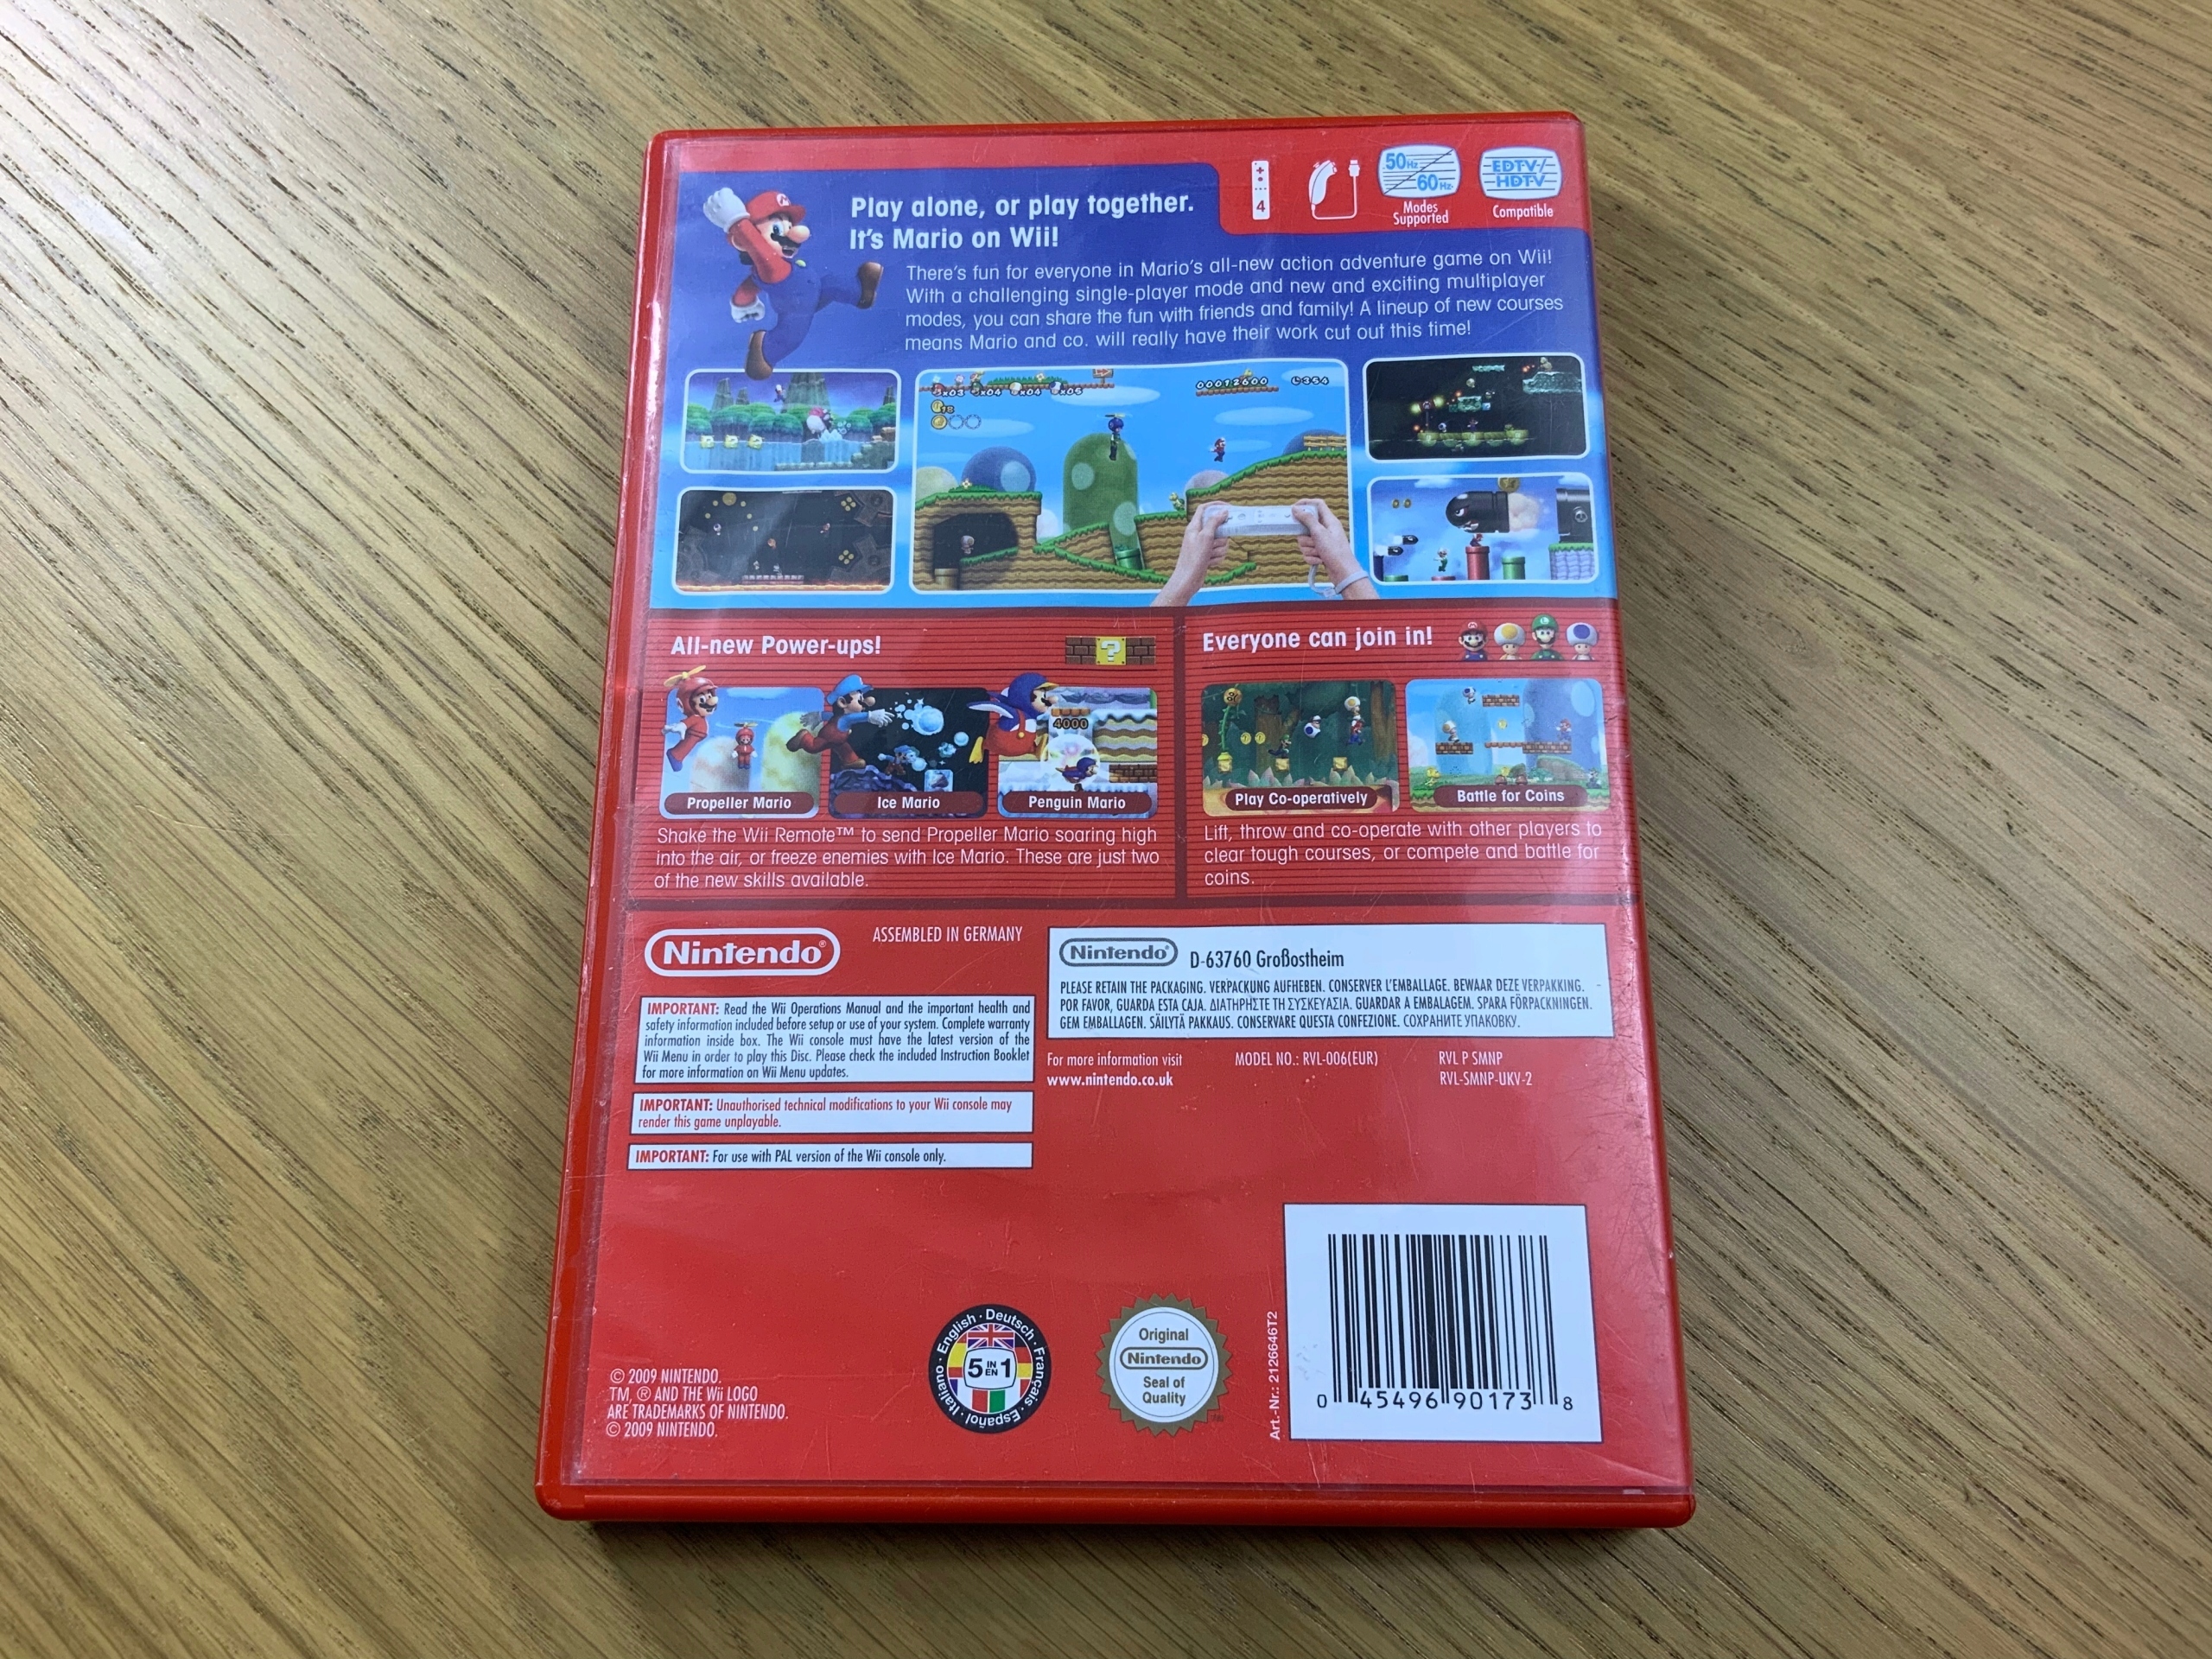 Play alone, or play together.
It's Mario on Wii!
4
50Hz
60Hz
Modes
Supported
EDTV/
HDTV
Compatible
There's fun for everyone in Mario's all-new action adventure game on Wii!
With a challenging single-player mode and new and exciting multiplayer
modes, you can share the fun with friends and family! A lineup of new courses
means Mario and co. will really have their work cut out this time!
x03 x04 x04 x05
00012600 354
18
All-new Power-ups!
?
4000
Propeller Mario
Ice Mario
Penguin Mario
Shake the Wii Remote™ to send Propeller Mario soaring high
into the air, or freeze enemies with Ice Mario. These are just two
of the new skills available.
Everyone can join in!
Play Co-operatively
Battle for Coins
Lift, throw and co-operate with other players to
clear tough courses, or compete and battle for
coins.
Nintendo®
ASSEMBLED IN GERMANY
IMPORTANT: Read the Wii Operations Manual and the important health and
safety information included before setup or use of your system. Complete warranty
information inside box. The Wii console must have the latest version of the
Wii Menu in order to play this Disc. Please check the included Instruction Booklet
for more information on Wii Menu updates.
IMPORTANT: Unauthorised technical modifications to your Wii console may
render this game unplayable.
IMPORTANT: For use with PAL version of the Wii console only.
Nintendo® D-63760 Großostheim
PLEASE RETAIN THE PACKAGING. VERPACKUNG AUFHEBEN. CONSERVER L'EMBALLAGE. BEWAAR DEZE VERPAKKING.
POR FAVOR, GUARDA ESTA CAJA. ΔΙΑΤΗΡΗΣΤΕ ΤΗ ΣΥΣΚΕΥΑΣΙΑ. GUARDAR A EMBALAGEM. SPARA FÖRPACKNINGEN.
GEM EMBALLAGEN. SÄILYTÄ PAKKAUS. CONSERVARE QUESTA CONFEZIONE. СОХРАНИТЕ УПАКОВКУ.
For more information visit
www.nintendo.co.uk
MODEL NO.: RVL-006(EUR)
RVL P SMNP
RVL-SMNP-UKV-2
© 2009 NINTENDO.
TM, ® AND THE Wii LOGO
ARE TRADEMARKS OF NINTENDO.
© 2009 NINTENDO.
English · Deutsch · Français · Español · Italiano
5 IN EN 1
Original
Nintendo
Seal of
Quality
Art.-Nr.: 2126646T2
0 45496 90173 8